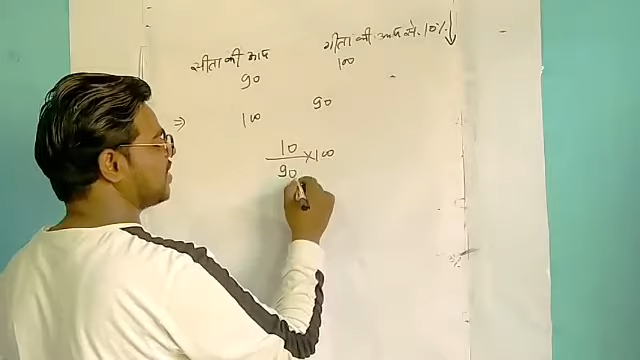 सीता की आय गीता की आय से 10% ↓
90 100
⇒ 100 90
10/90 × 100